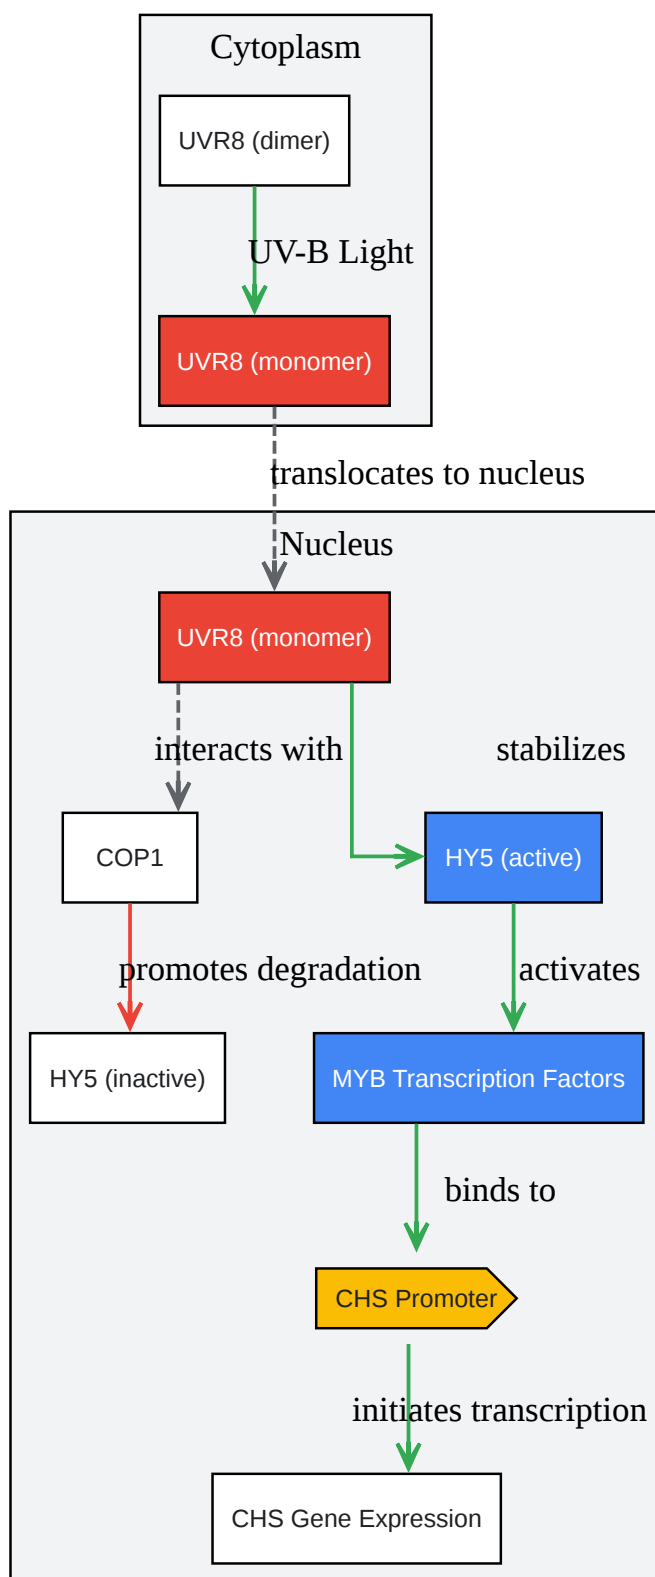 Cytoplasm
UVR8 (dimer)
UV-B Light
UVR8 (monomer)
translocates to nucleus
Nucleus
UVR8 (monomer)
interacts with
stabilizes
COP1
HY5 (active)
promotes degradation
activates
HY5 (inactive)
MYB Transcription Factors
binds to
CHS Promoter
initiates transcription
CHS Gene Expression